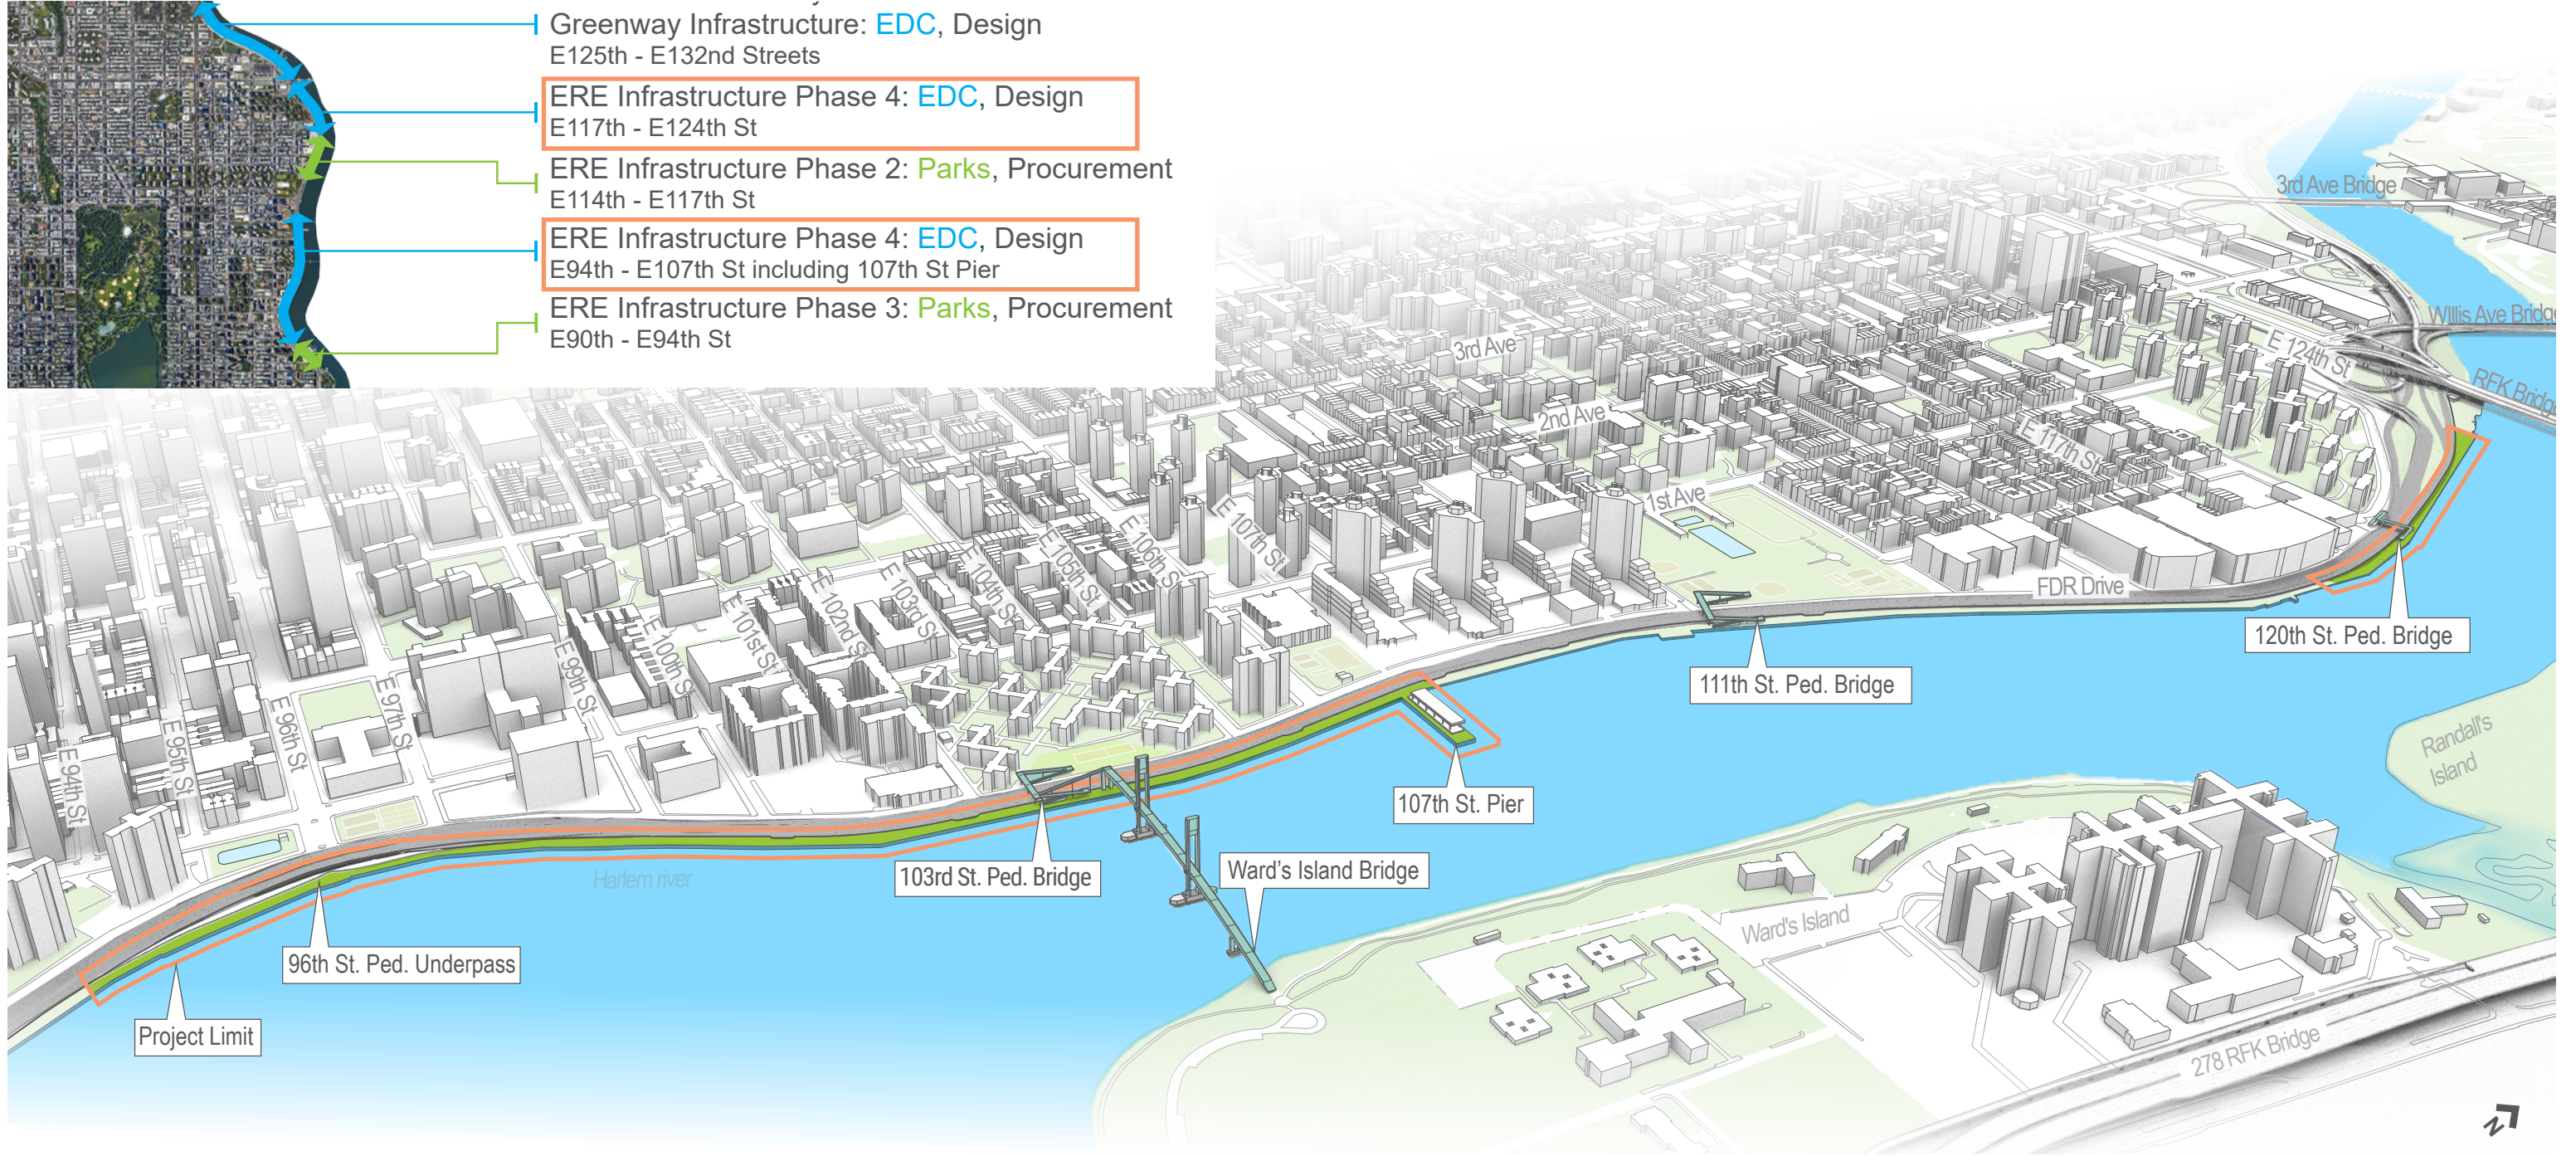 Greenway Infrastructure: EDC, Design
E125th - E132nd Streets
ERE Infrastructure Phase 4: EDC, Design
E117th - E124th St
ERE Infrastructure Phase 2: Parks, Procurement
E114th - E117th St
ERE Infrastructure Phase 4: EDC, Design
E94th - E107th St including 107th St Pier
ERE Infrastructure Phase 3: Parks, Procurement
E90th - E94th St
3rd Ave Bridge
WIllis Ave Bridge
RFK Bridge
E 124th St
3rd Ave
2nd Ave
1st Ave
E 117th St
FDR Drive
E 107th St
E 106th St
E 105th St
E 104th St
E 103rd St
E 102nd St
E 101st St
E 100th St
E 99th St
E 97th St
E 96th St
E 95th St
E 94th St
120th St. Ped. Bridge
111th St. Ped. Bridge
107th St. Pier
103rd St. Ped. Bridge
Ward's Island Bridge
96th St. Ped. Underpass
Project Limit
Harlem river
Randall's
Island
Ward's Island
278 RFK Bridge
N